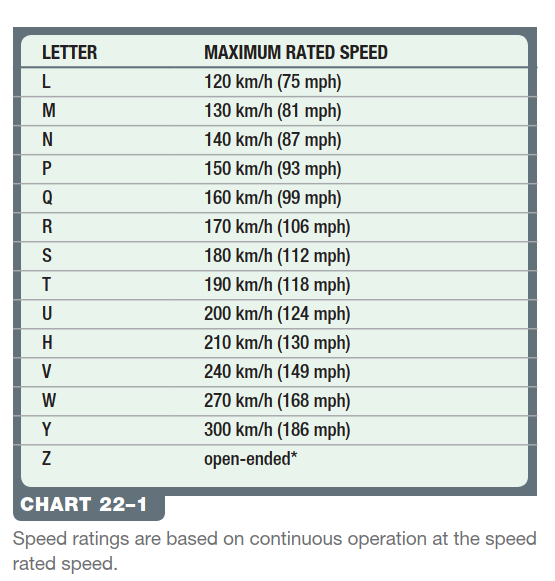 LETTER MAXIMUM RATED SPEED
L 120 km/h (75 mph)
M 130 km/h (81 mph)
N 140 km/h (87 mph)
P 150 km/h (93 mph)
Q 160 km/h (99 mph)
R 170 km/h (106 mph)
S 180 km/h (112 mph)
T 190 km/h (118 mph)
U 200 km/h (124 mph)
H 210 km/h (130 mph)
V 240 km/h (149 mph)
W 270 km/h (168 mph)
Y 300 km/h (186 mph)
Z open-ended*
CHART 22–1
Speed ratings are based on continuous operation at the speed
rated speed.